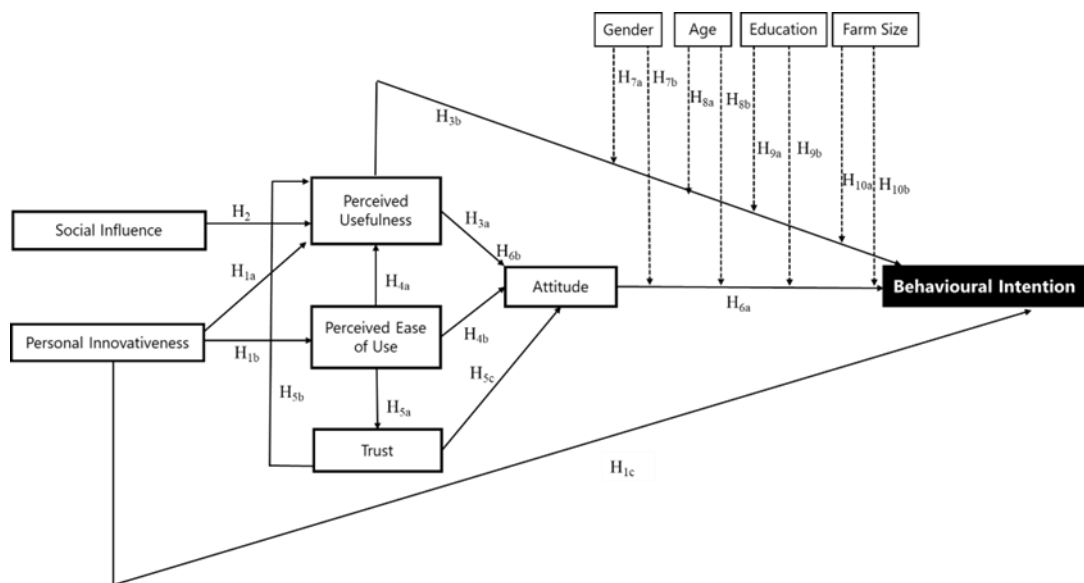 Gender
Age
Education
Farm Size
H7a
H7b
H8a
H8b
H3b
H9a
H9b
H10a
H10b
Perceived
Usefulness
H2
Social Influence
H3a
H6b
H1a
H4a
Attitude
Behavioural Intention
H6a
Personal Innovativeness
H1b
Perceived Ease
of Use
H4b
H5c
H5b
H5a
Trust
H1c